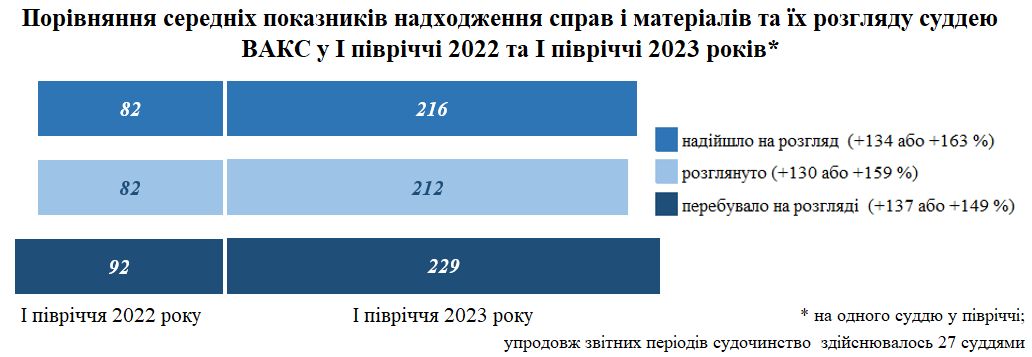 Порівняння середніх показників надходження справ і матеріалів та їх розгляду суддею
ВАКС у І півріччі 2022 та І півріччі 2023 років*
82
216
надійшло на розгляд (+134 або +163 %)
82
212
розглянуто (+130 або +159 %)
перебувало на розгляді (+137 або +149 %)
92
229
І півріччя 2022 року
І півріччя 2023 року
* на одного суддю у півріччі;
упродовж звітних періодів судочинство здійснювалось 27 суддями